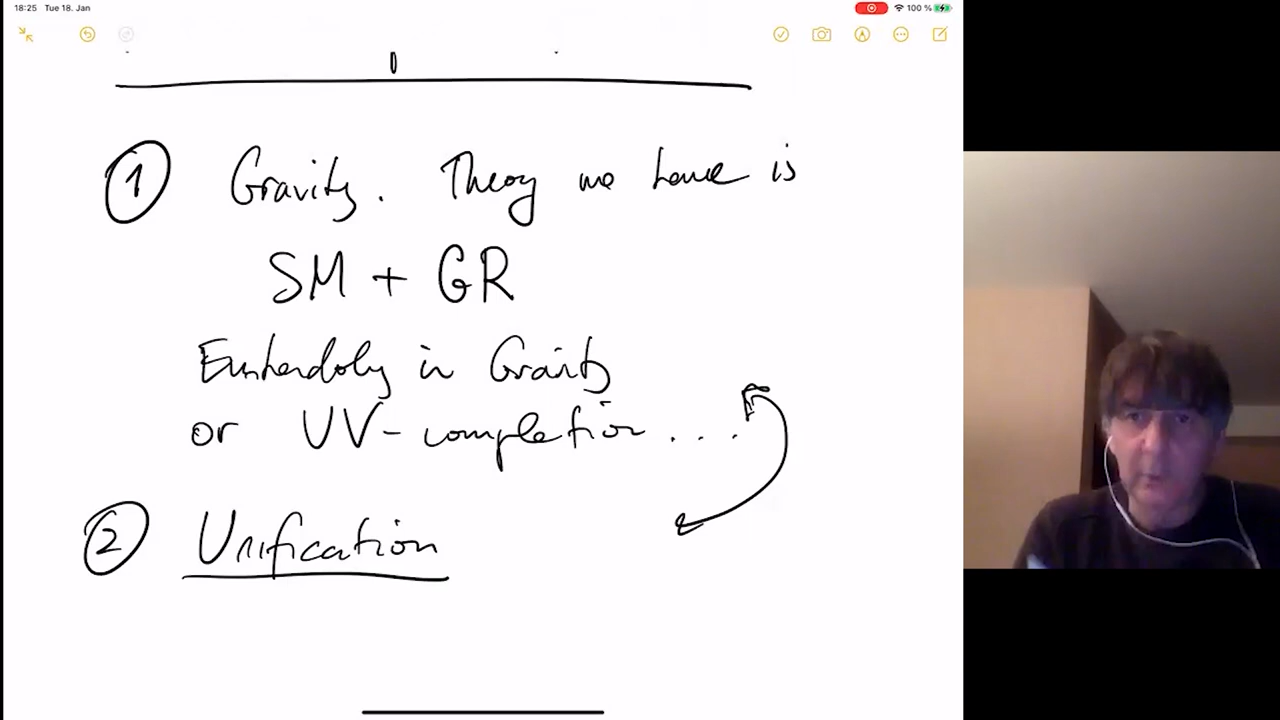 18:25 Tue 18. Jan 100 %
1 Gravity. Theory we have is
SM + GR
Embedding in Gravity
or UV-completion ....
2 Unification